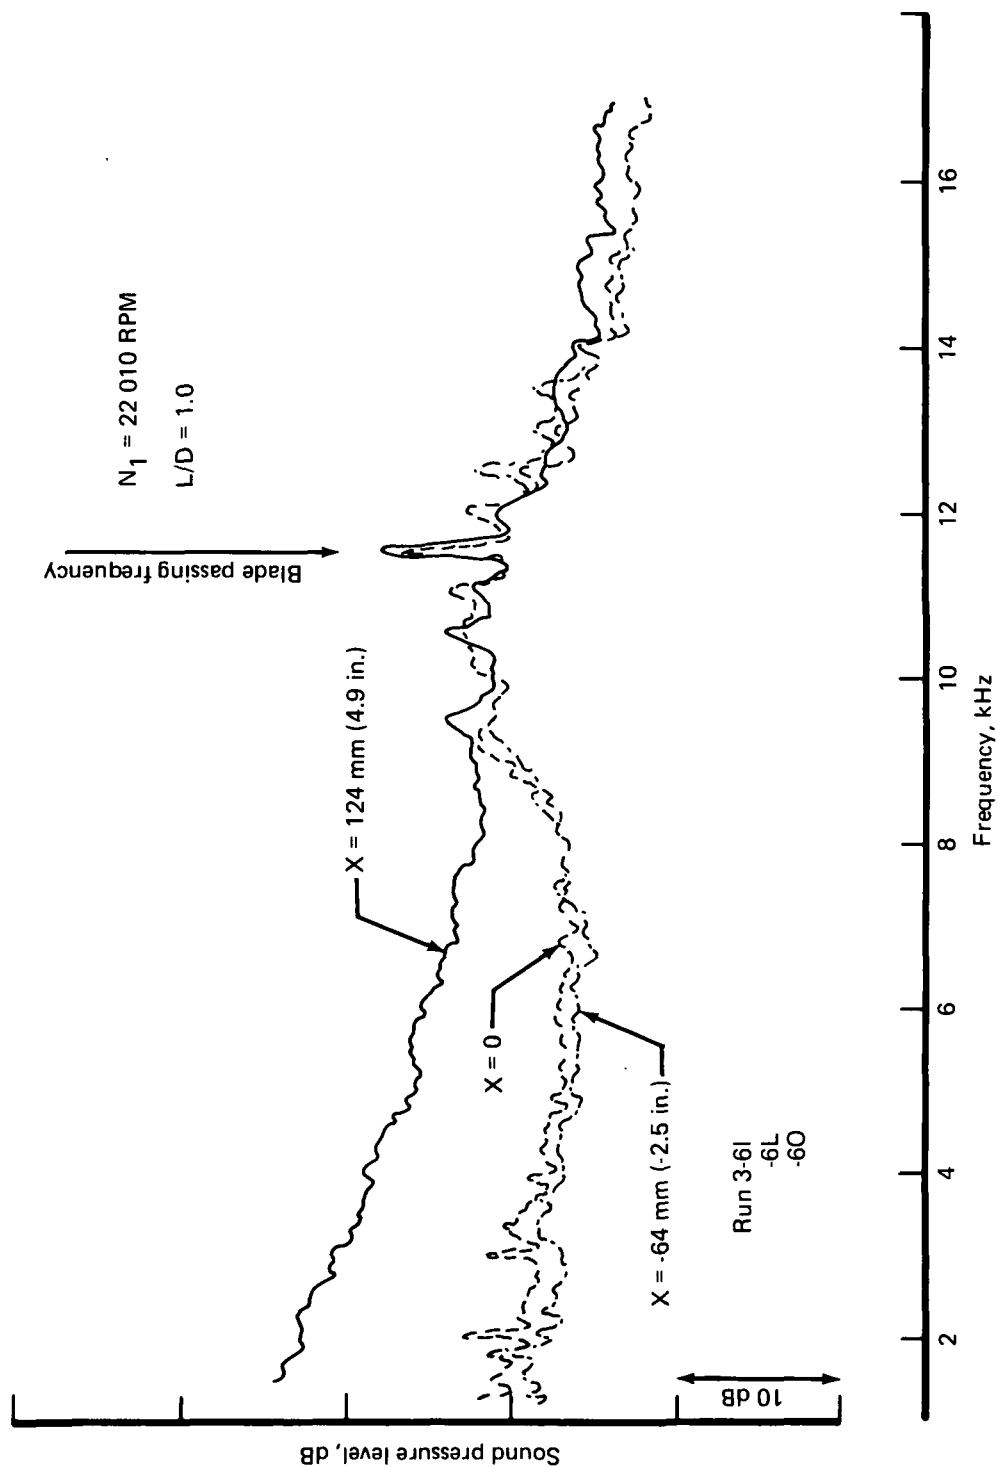 N1 = 22 010 RPM
L/D = 1.0
Blade passing frequency
X = 124 mm (4.9 in.)
X = 0
X = -64 mm (-2.5 in.)
Run 3-6I
-6L
-6O
10 dB
Sound pressure level, dB
2
4
6
8
10
12
14
16
Frequency, kHz